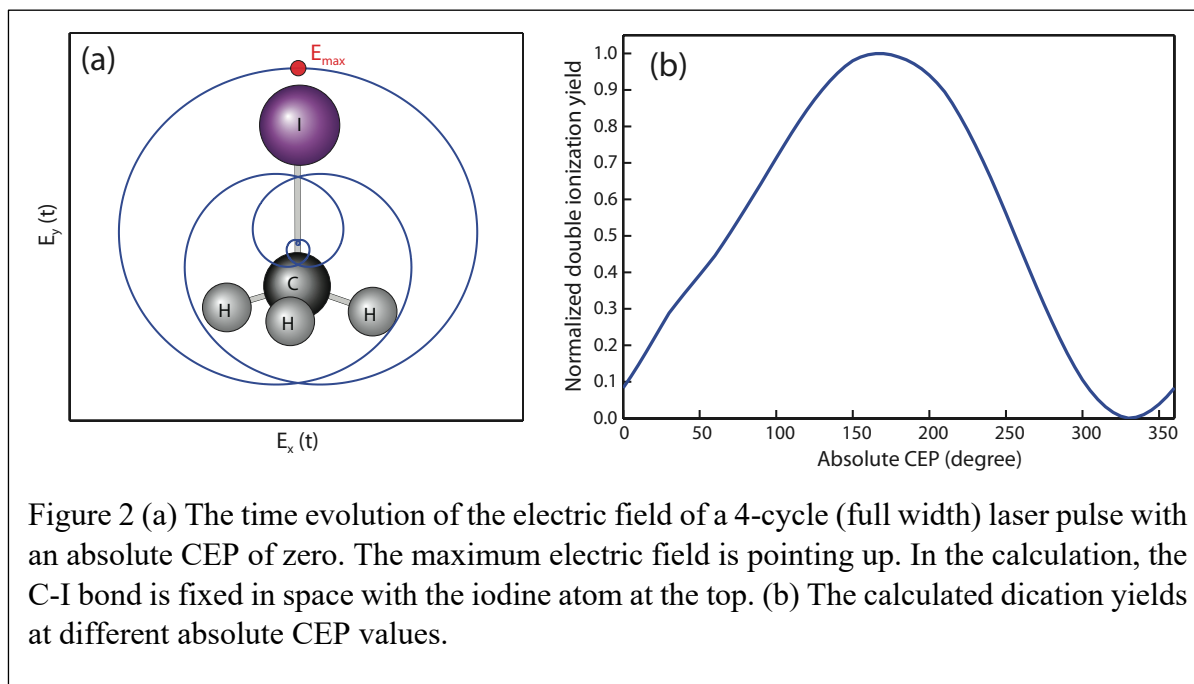 (a)
E_max
I
C
H
H
H
E_y (t)
E_x (t)
(b)
Normalized double ionization yield
1.0
0.9
0.8
0.7
0.6
0.5
0.4
0.3
0.2
0.1
0.0
0 50 100 150 200 250 300 350
Absolute CEP (degree)
Figure 2 (a) The time evolution of the electric field of a 4-cycle (full width) laser pulse with
an absolute CEP of zero. The maximum electric field is pointing up. In the calculation, the
C-I bond is fixed in space with the iodine atom at the top. (b) The calculated dication yields
at different absolute CEP values.